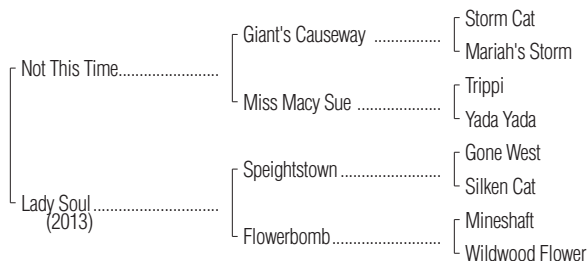 Storm Cat
Giant's Causeway ..................
Mariah's Storm
Not This Time..........................
Trippi
Miss Macy Sue ......................
Yada Yada
Gone West
Speightstown ..........................
Silken Cat
Lady Soul.................................
(2013)
Mineshaft
Flowerbomb............................
Wildwood Flower